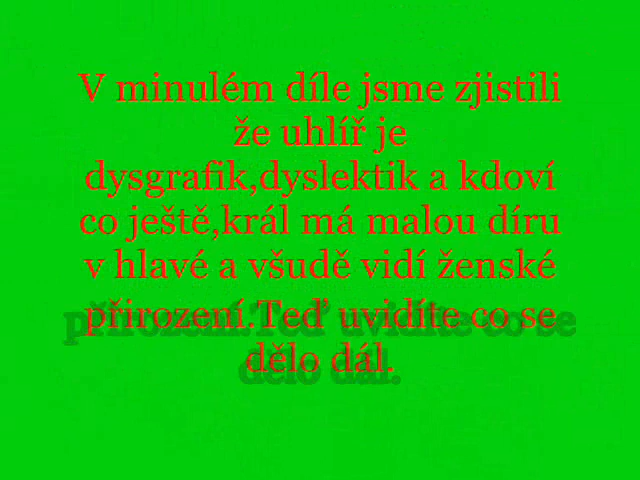 V minulém díle jsme zjistili
že uhlíř je
dysgrafik,dyslektik a kdoví
co ještě,král má malou díru
v hlavé a všudě vidí ženské
přirození.Teď uvidíte co se
dělo dál.